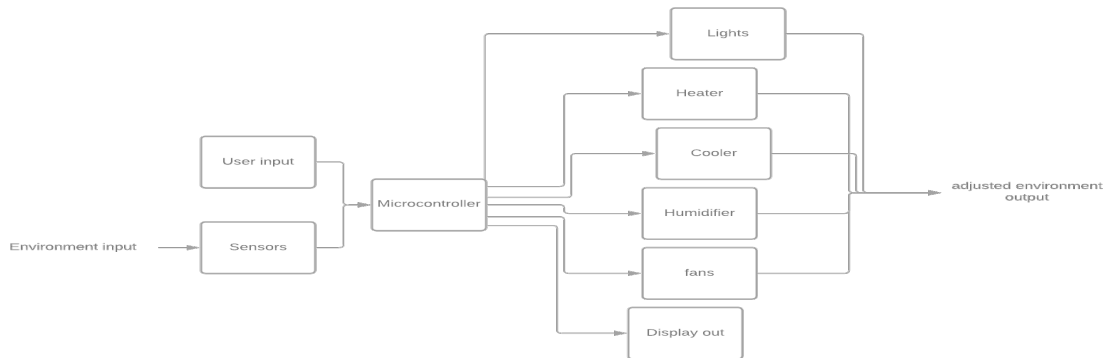 Lights
Heater
Cooler
User input
adjusted environment
output
Microcontroller
Humidifier
Environment input
Sensors
fans
Display out